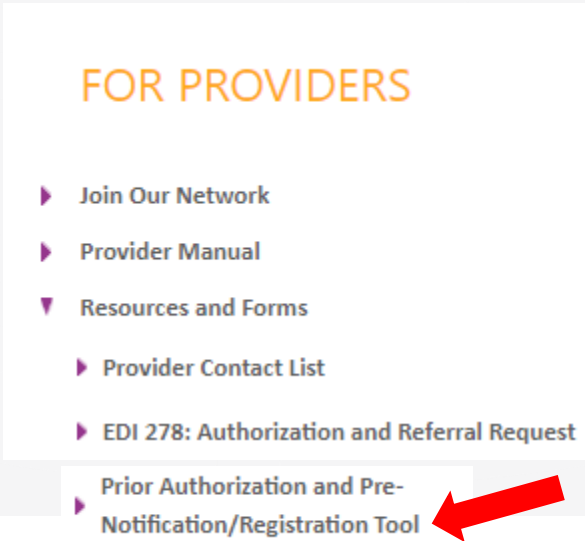 FOR PROVIDERS
Join Our Network
Provider Manual
Resources and Forms
Provider Contact List
EDI 278: Authorization and Referral Request
Prior Authorization and Pre-
Notification/Registration Tool